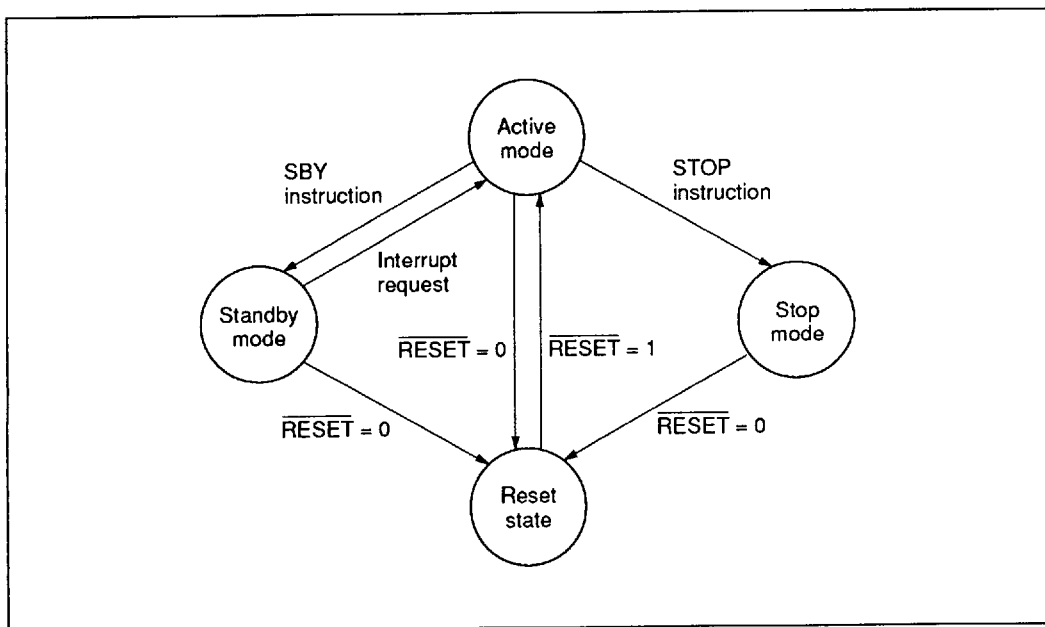 Active
mode
SBY
instruction
STOP
instruction
Interrupt
request
Standby
mode
Stop
mode
RESET = 0
RESET = 1
RESET = 0
RESET = 0
Reset
state